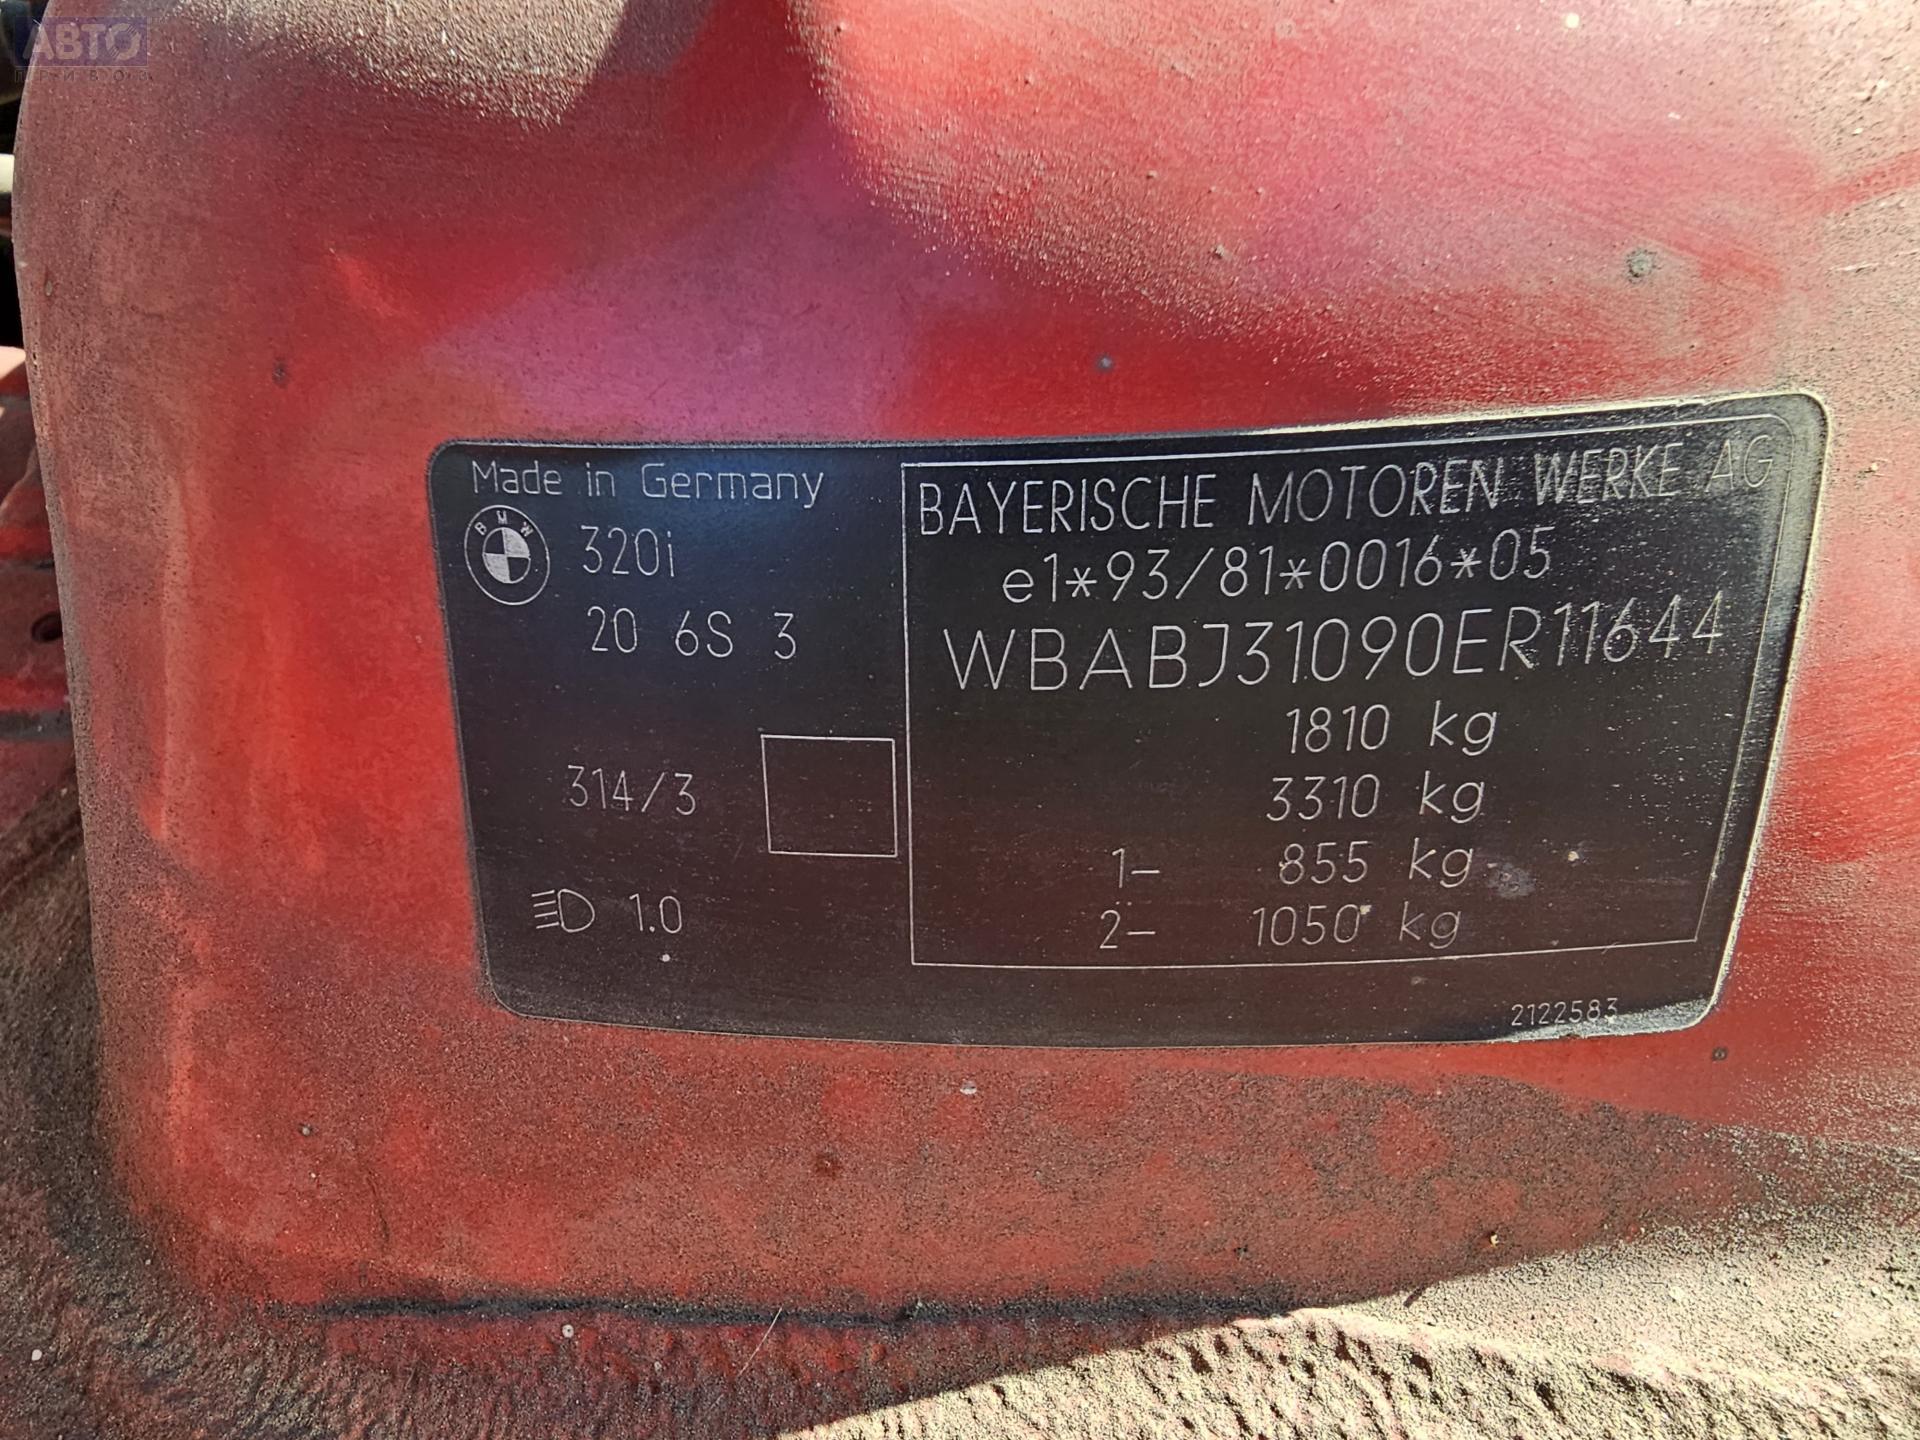 АВТО
ПРИВОЗ
Made in Germany
BMW
320i
20 6S 3
314/3
1.0
BAYERISCHE MOTOREN WERKE AG
e1*93/81*0016*05
WBABJ31090ER11644
1810 kg
3310 kg
1– 855 kg
2– 1050 kg
2122583